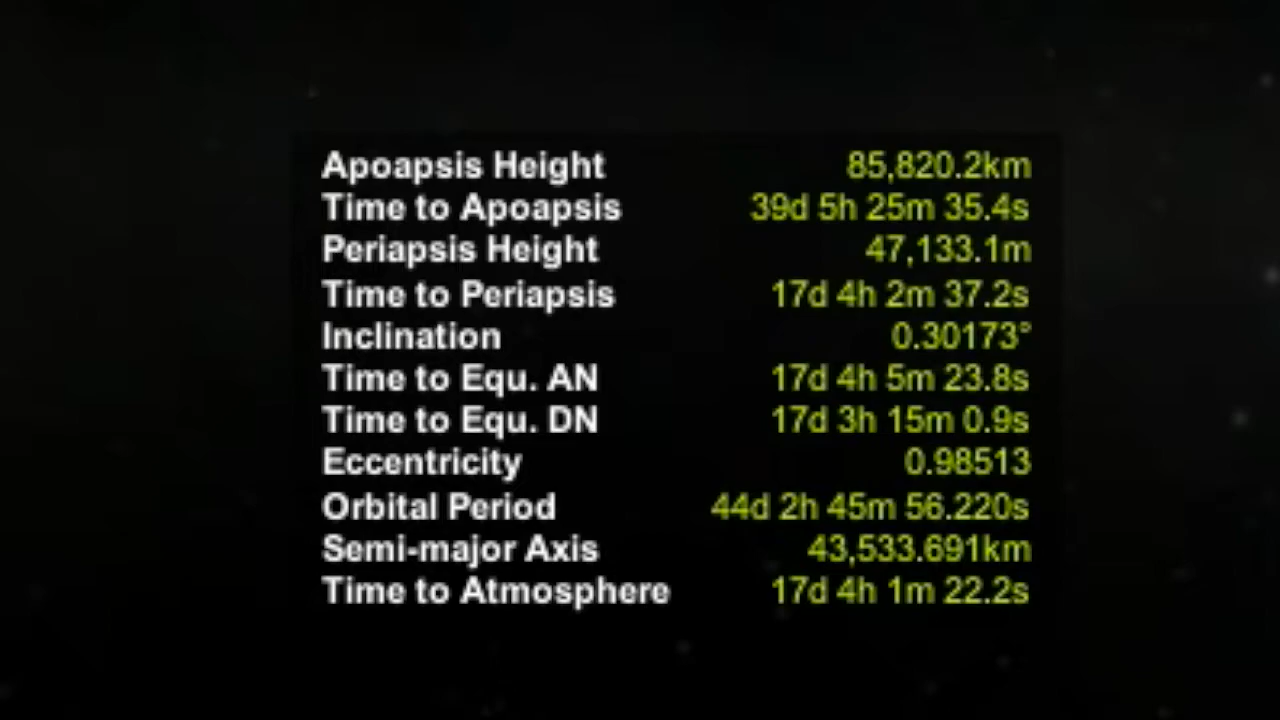 Apoapsis Height 85,820.2km
Time to Apoapsis 39d 5h 25m 35.4s
Periapsis Height 47,133.1m
Time to Periapsis 17d 4h 2m 37.2s
Inclination 0.30173°
Time to Equ. AN 17d 4h 5m 23.8s
Time to Equ. DN 17d 3h 15m 0.9s
Eccentricity 0.98513
Orbital Period 44d 2h 45m 56.220s
Semi-major Axis 43,533.691km
Time to Atmosphere 17d 4h 1m 22.2s